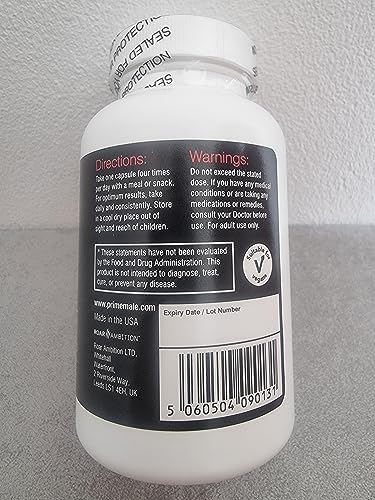 PROTECTION
SEALED FOR YO
Directions:
Take one capsule four times
per day with a meal or snack.
For optimum results, take
daily and consistently. Store
in a cool dry place out of
sight and reach of children.
Warnings:
Do not exceed the stated
dose. If you have any medical
conditions or are taking any
medications or remedies,
consult your Doctor before
use. For adult use only.
* These statements have not been evaluated
by the Food and Drug Administration. This
product is not intended to diagnose, treat,
cure, or prevent any disease.
Suitable for
V
vegans
www.primemale.com
Made in the USA
ROAR AMBITION
Roar Ambition LTD,
Whitehall
Waterfront,
2 Riverside Way,
Leeds LS1 4EH, UK
Expiry Date / Lot Number
5 060504 090131